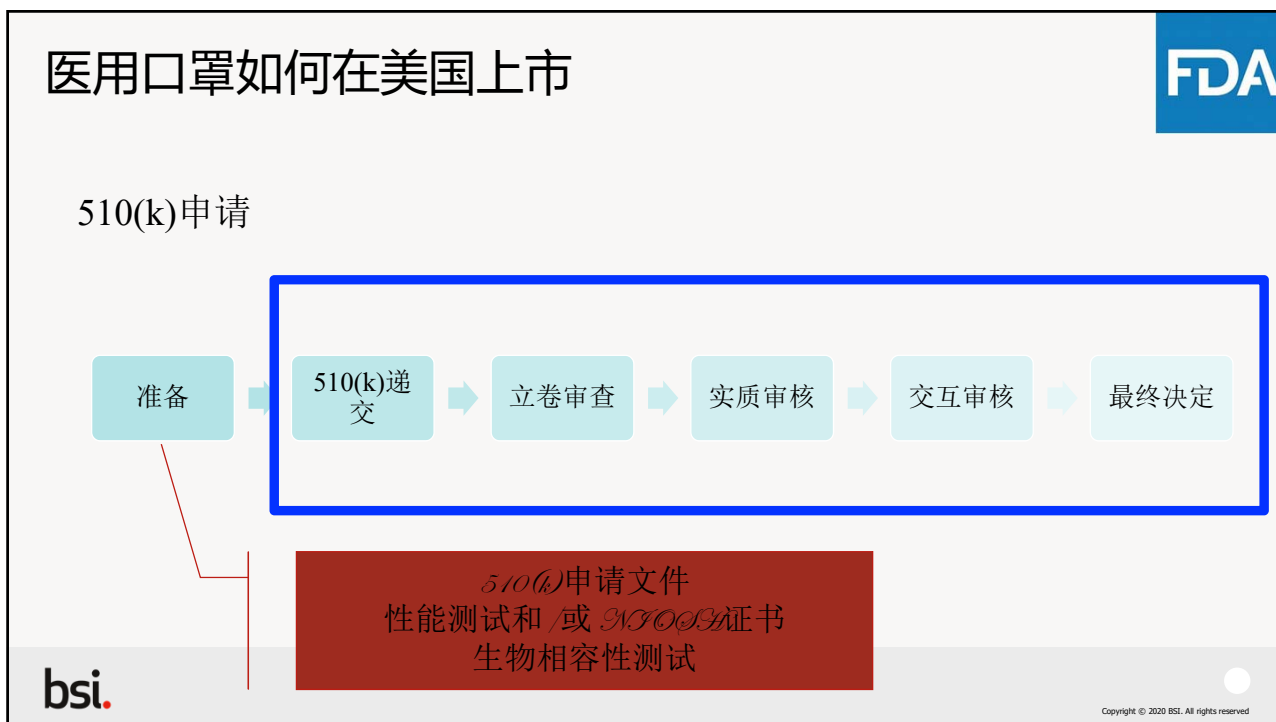 医用口罩如何在美国上市
FDA
510(k)申请
准备
510(k)递
交
立卷审查
实质审核
交互审核
最终决定
510(k)申请文件
性能测试和/或 NIOSH证书
生物相容性测试
bsi.
Copyright © 2020 BSI. All rights reserved